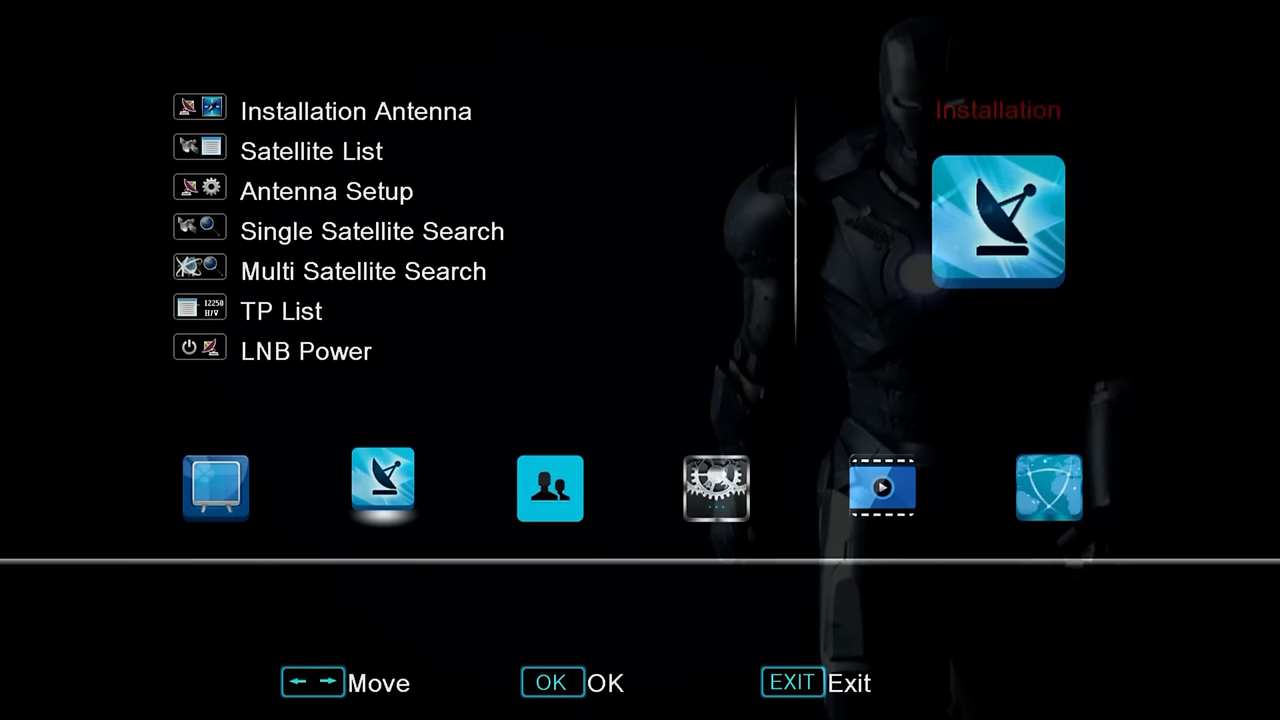 Installation
Installation Antenna
Satellite List
Antenna Setup
Single Satellite Search
Multi Satellite Search
12250
H/V
TP List
LNB Power
Move
OK OK
EXIT Exit